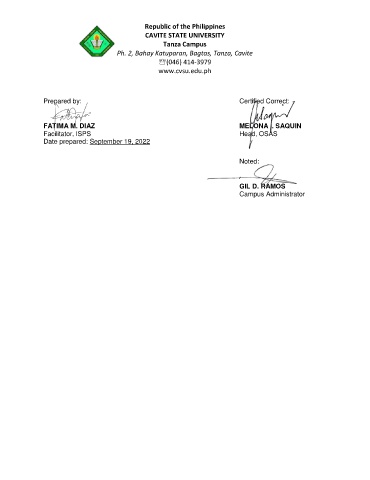 Republic of the Philippines
CAVITE STATE UNIVERSITY
Tanza Campus
Ph. 2, Bahay Katuparan, Bagtas, Tanza, Cavite
(046) 414-3979
www.cvsu.edu.ph
Prepared by:
FATIMA M. DIAZ
Facilitator, ISPS
Date prepared: September 19, 2022
Certified Correct:
MELONA I. SAQUIN
Head, OSAS
Noted:
GIL D. RAMOS
Campus Administrator